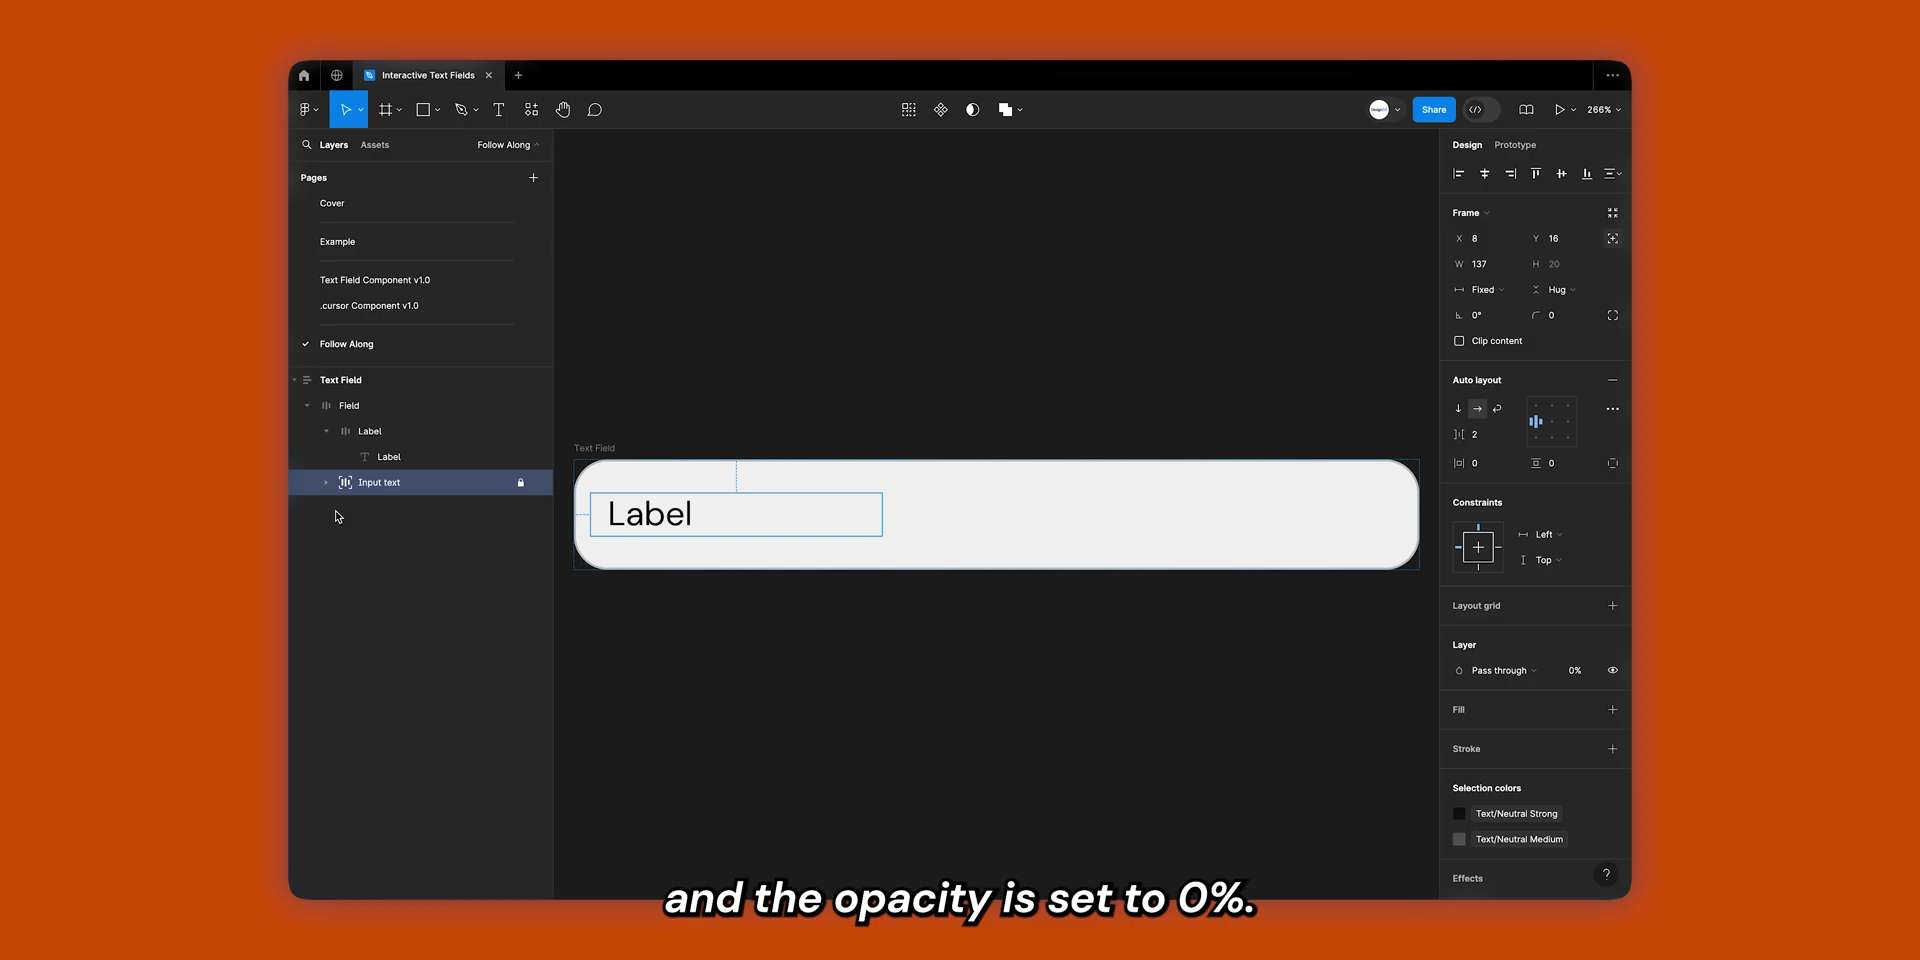 Interactive Text Fields
Share
266%
Layers Assets Follow Along
Pages
Cover
Example
Text Field Component v1.0
.cursor Component v1.0
Follow Along
Text Field
Field
Label
Label
Input text
Text Field
Label
Design Prototype
Frame
X 8 Y 16
W 137 H 20
Fixed Hug
0° 0
Clip content
Auto layout
2
0 0
Constraints
Left
Top
Layout grid
Layer
Pass through 0%
Fill
Stroke
Selection colors
Text/Neutral Strong
Text/Neutral Medium
Effects
?
and the opacity is set to 0%.